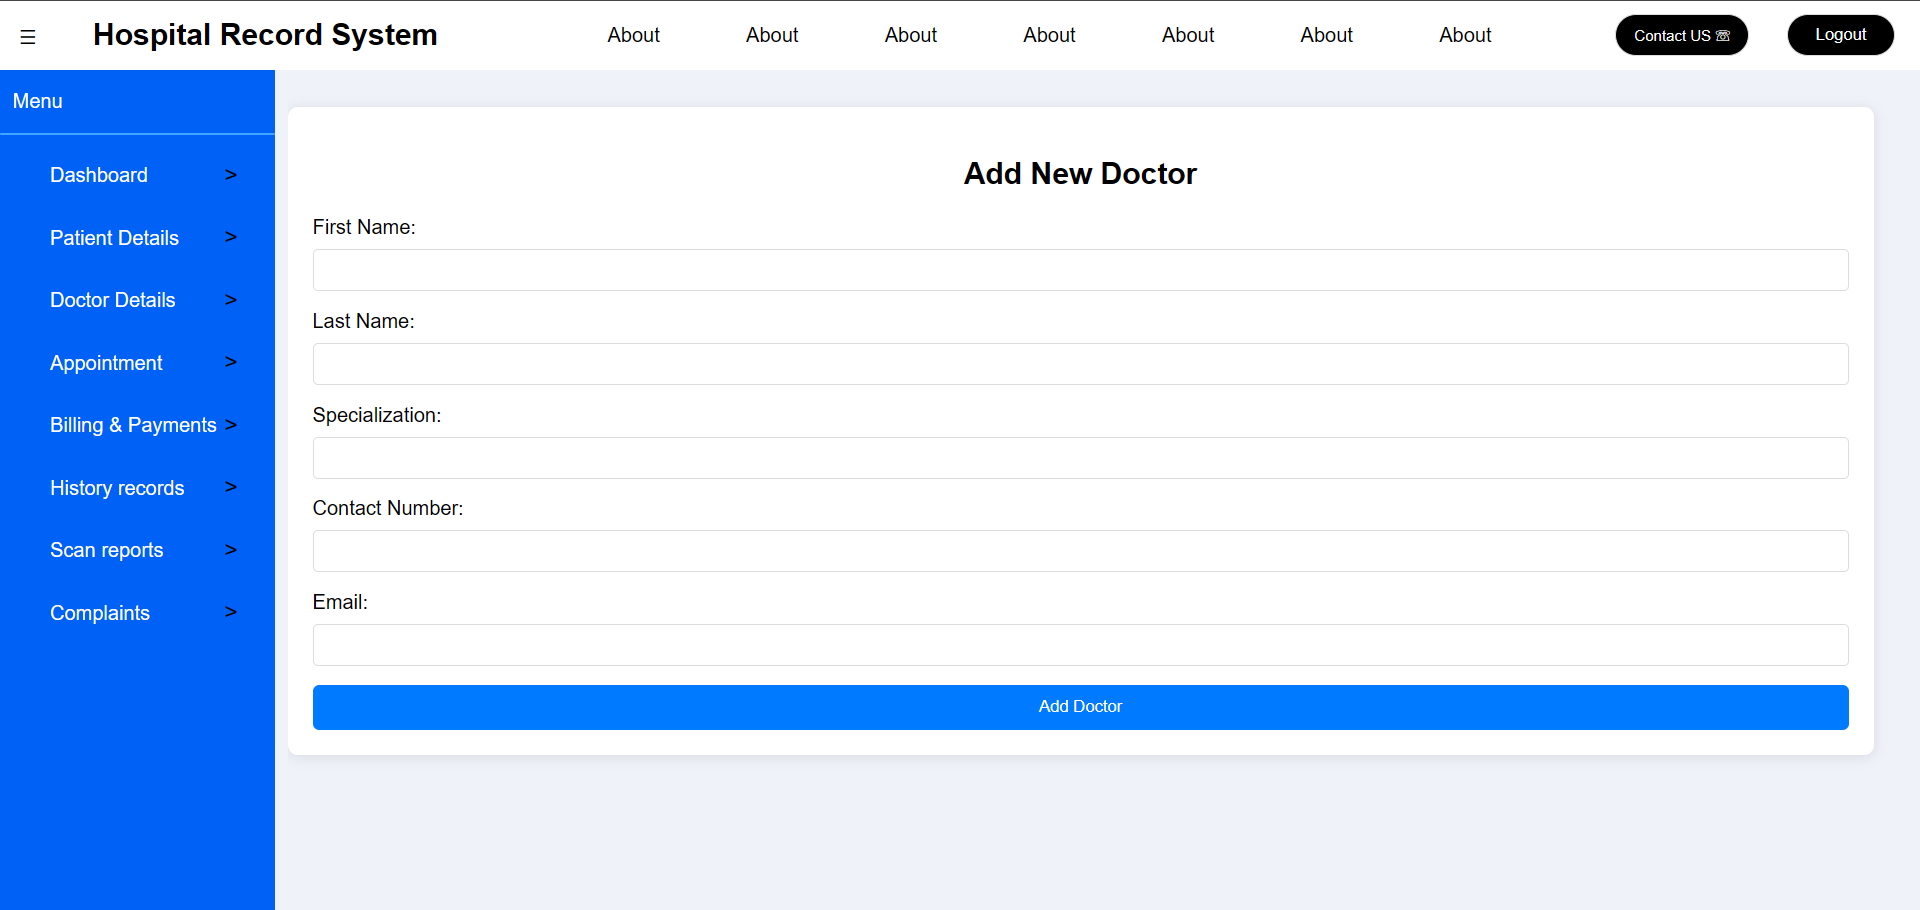 ☰ Hospital Record System About About About About About About About Contact US ☏ Logout
Menu
Dashboard >
Patient Details >
Doctor Details >
Appointment >
Billing & Payments >
History records >
Scan reports >
Complaints >
Add New Doctor
First Name:
Last Name:
Specialization:
Contact Number:
Email:
Add Doctor